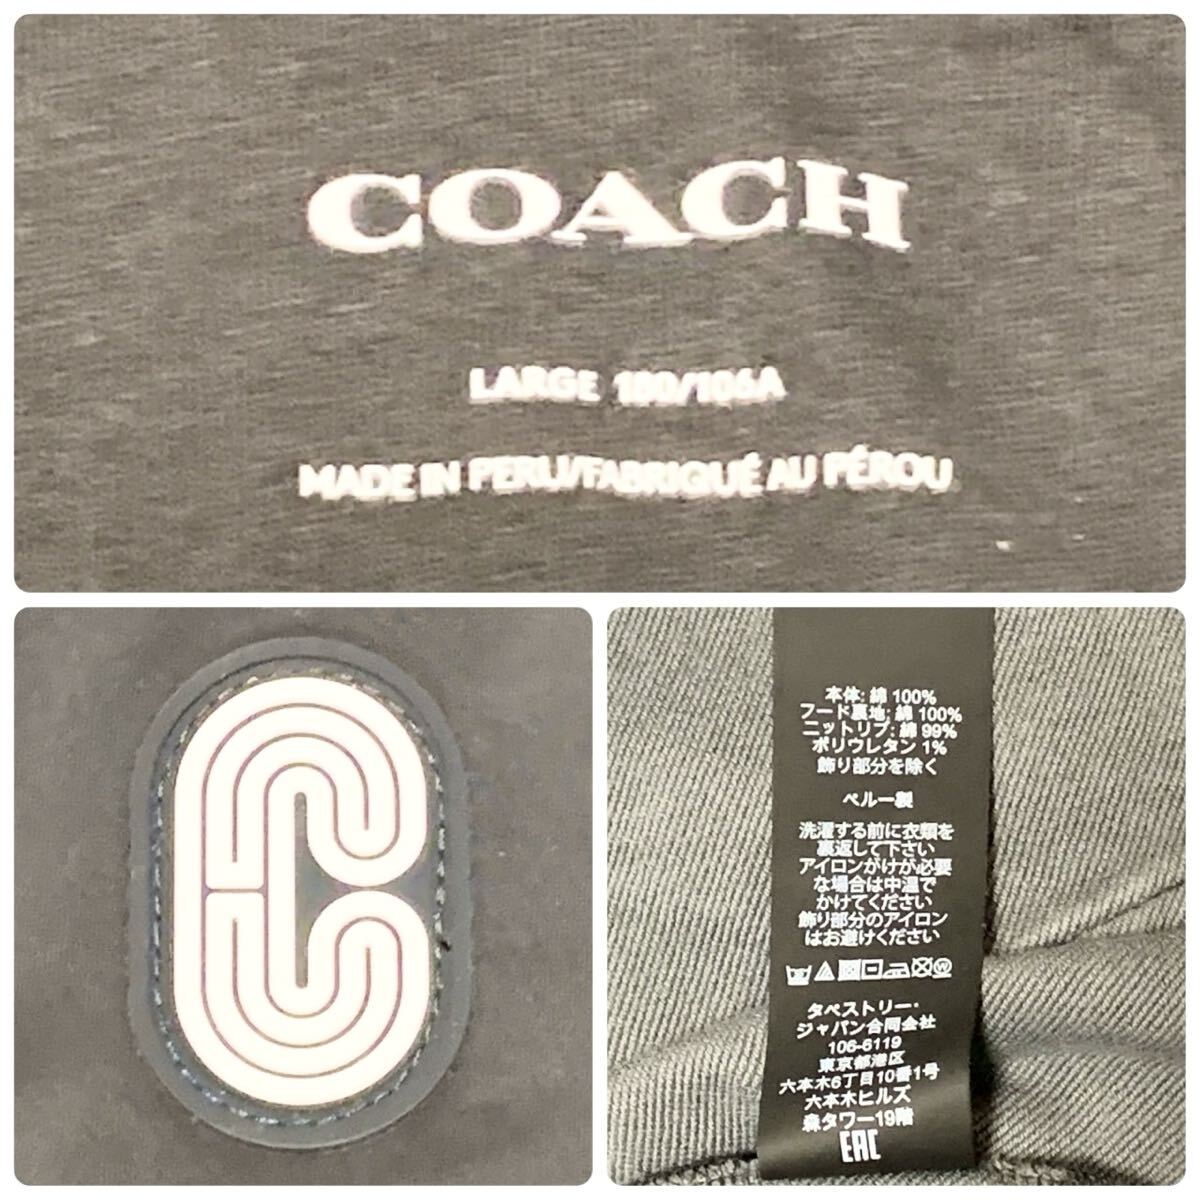 COACH
LARGE 180/106A
MADE IN PERU/FABRIQUÉ AU PÉROU
本体: 綿 100%
フード裏地: 綿 100%
ニットリブ: 綿 99%
ポリウレタン 1%
飾り部分を除く
ペルー製
洗濯する前に衣類を
裏返して下さい
アイロンがけが必要
な場合は中温で
かけてください
飾り部分のアイロン
はお避けください
タペストリー・
ジャパン合同会社
106-6119
東京都港区
六本木6丁目10番1号
六本木ヒルズ
森タワー19階
EAC